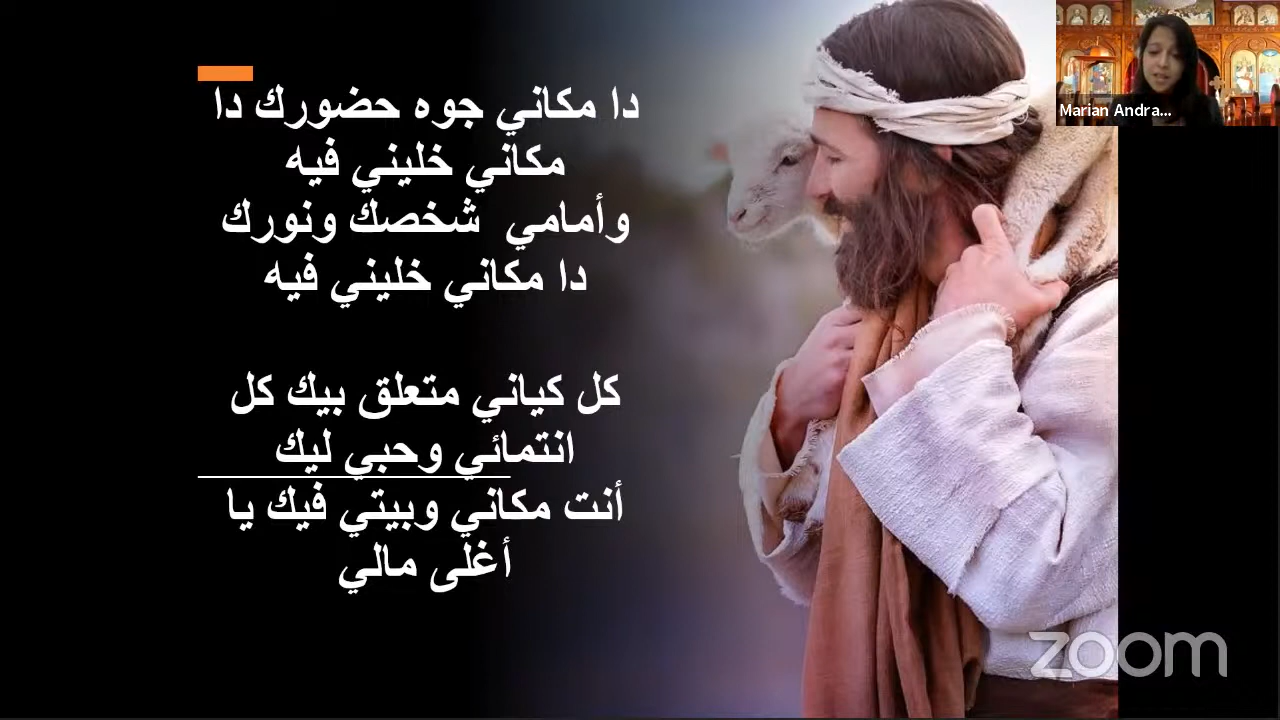 دا مكاني جوه حضورك دا
مكاني خليني فيه
وأمامي شخصك ونورك
دا مكاني خليني فيه
كل كياني متعلق بيك كل
انتمائي وحبي ليك
أنت مكاني وبيتي فيك يا
أغلى مالي
Marian Andra...
zoom